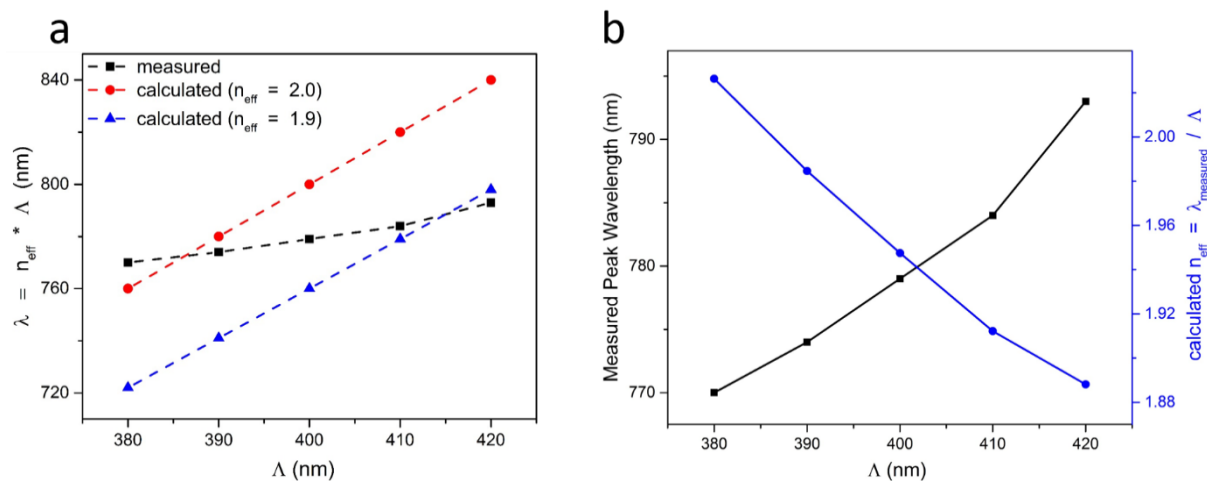 a
measured
calculated (n_eff = 2.0)
calculated (n_eff = 1.9)
840
800
760
720
λ = n_eff * Λ (nm)
380 390 400 410 420
Λ (nm)
b
790
780
770
Measured Peak Wavelength (nm)
2.00
1.96
1.92
1.88
calculated n_eff = λ_measured / Λ
380 390 400 410 420
Λ (nm)